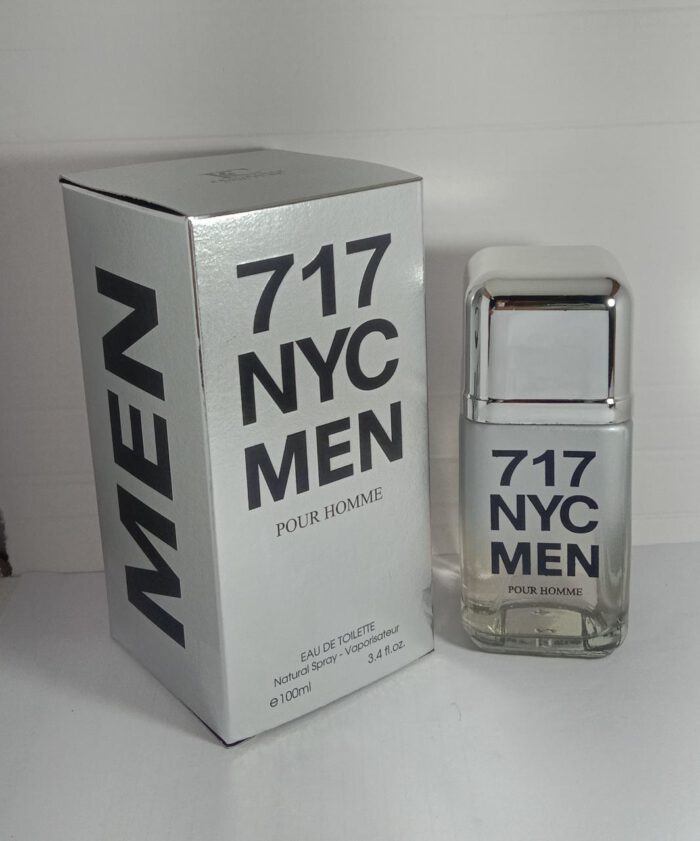 MEN
717
NYC
MEN
POUR HOMME
EAU DE TOILETTE
Natural Spray - Vaporisateur
℮100ml 3.4 fl.oz.
717
NYC
MEN
POUR HOMME